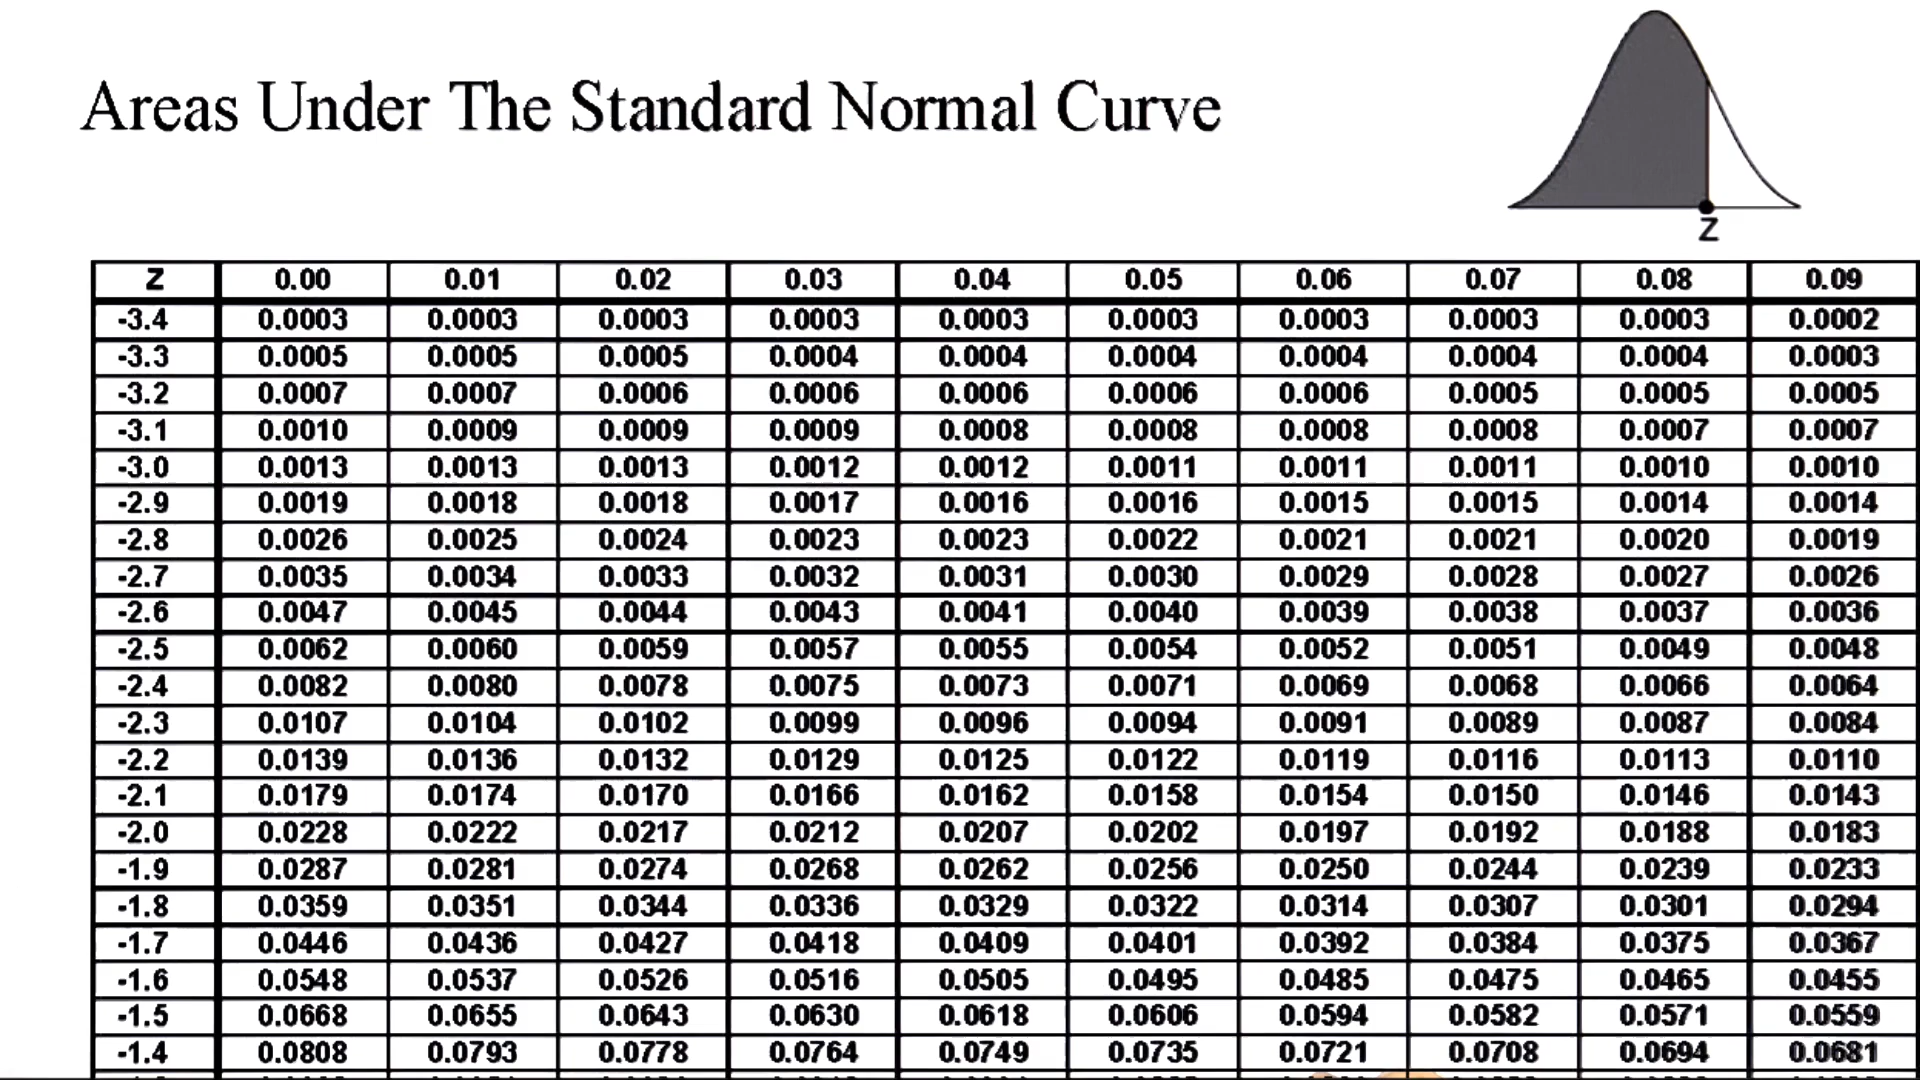 Areas Under The Standard Normal Curve
Z
Z 0.00 0.01 0.02 0.03 0.04 0.05 0.06 0.07 0.08 0.09
-3.4 0.0003 0.0003 0.0003 0.0003 0.0003 0.0003 0.0003 0.0003 0.0003 0.0002
-3.3 0.0005 0.0005 0.0005 0.0004 0.0004 0.0004 0.0004 0.0004 0.0004 0.0003
-3.2 0.0007 0.0007 0.0006 0.0006 0.0006 0.0006 0.0006 0.0005 0.0005 0.0005
-3.1 0.0010 0.0009 0.0009 0.0009 0.0008 0.0008 0.0008 0.0008 0.0007 0.0007
-3.0 0.0013 0.0013 0.0013 0.0012 0.0012 0.0011 0.0011 0.0011 0.0010 0.0010
-2.9 0.0019 0.0018 0.0018 0.0017 0.0016 0.0016 0.0015 0.0015 0.0014 0.0014
-2.8 0.0026 0.0025 0.0024 0.0023 0.0023 0.0022 0.0021 0.0021 0.0020 0.0019
-2.7 0.0035 0.0034 0.0033 0.0032 0.0031 0.0030 0.0029 0.0028 0.0027 0.0026
-2.6 0.0047 0.0045 0.0044 0.0043 0.0041 0.0040 0.0039 0.0038 0.0037 0.0036
-2.5 0.0062 0.0060 0.0059 0.0057 0.0055 0.0054 0.0052 0.0051 0.0049 0.0048
-2.4 0.0082 0.0080 0.0078 0.0075 0.0073 0.0071 0.0069 0.0068 0.0066 0.0064
-2.3 0.0107 0.0104 0.0102 0.0099 0.0096 0.0094 0.0091 0.0089 0.0087 0.0084
-2.2 0.0139 0.0136 0.0132 0.0129 0.0125 0.0122 0.0119 0.0116 0.0113 0.0110
-2.1 0.0179 0.0174 0.0170 0.0166 0.0162 0.0158 0.0154 0.0150 0.0146 0.0143
-2.0 0.0228 0.0222 0.0217 0.0212 0.0207 0.0202 0.0197 0.0192 0.0188 0.0183
-1.9 0.0287 0.0281 0.0274 0.0268 0.0262 0.0256 0.0250 0.0244 0.0239 0.0233
-1.8 0.0359 0.0351 0.0344 0.0336 0.0329 0.0322 0.0314 0.0307 0.0301 0.0294
-1.7 0.0446 0.0436 0.0427 0.0418 0.0409 0.0401 0.0392 0.0384 0.0375 0.0367
-1.6 0.0548 0.0537 0.0526 0.0516 0.0505 0.0495 0.0485 0.0475 0.0465 0.0455
-1.5 0.0668 0.0655 0.0643 0.0630 0.0618 0.0606 0.0594 0.0582 0.0571 0.0559
-1.4 0.0808 0.0793 0.0778 0.0764 0.0749 0.0735 0.0721 0.0708 0.0694 0.0681